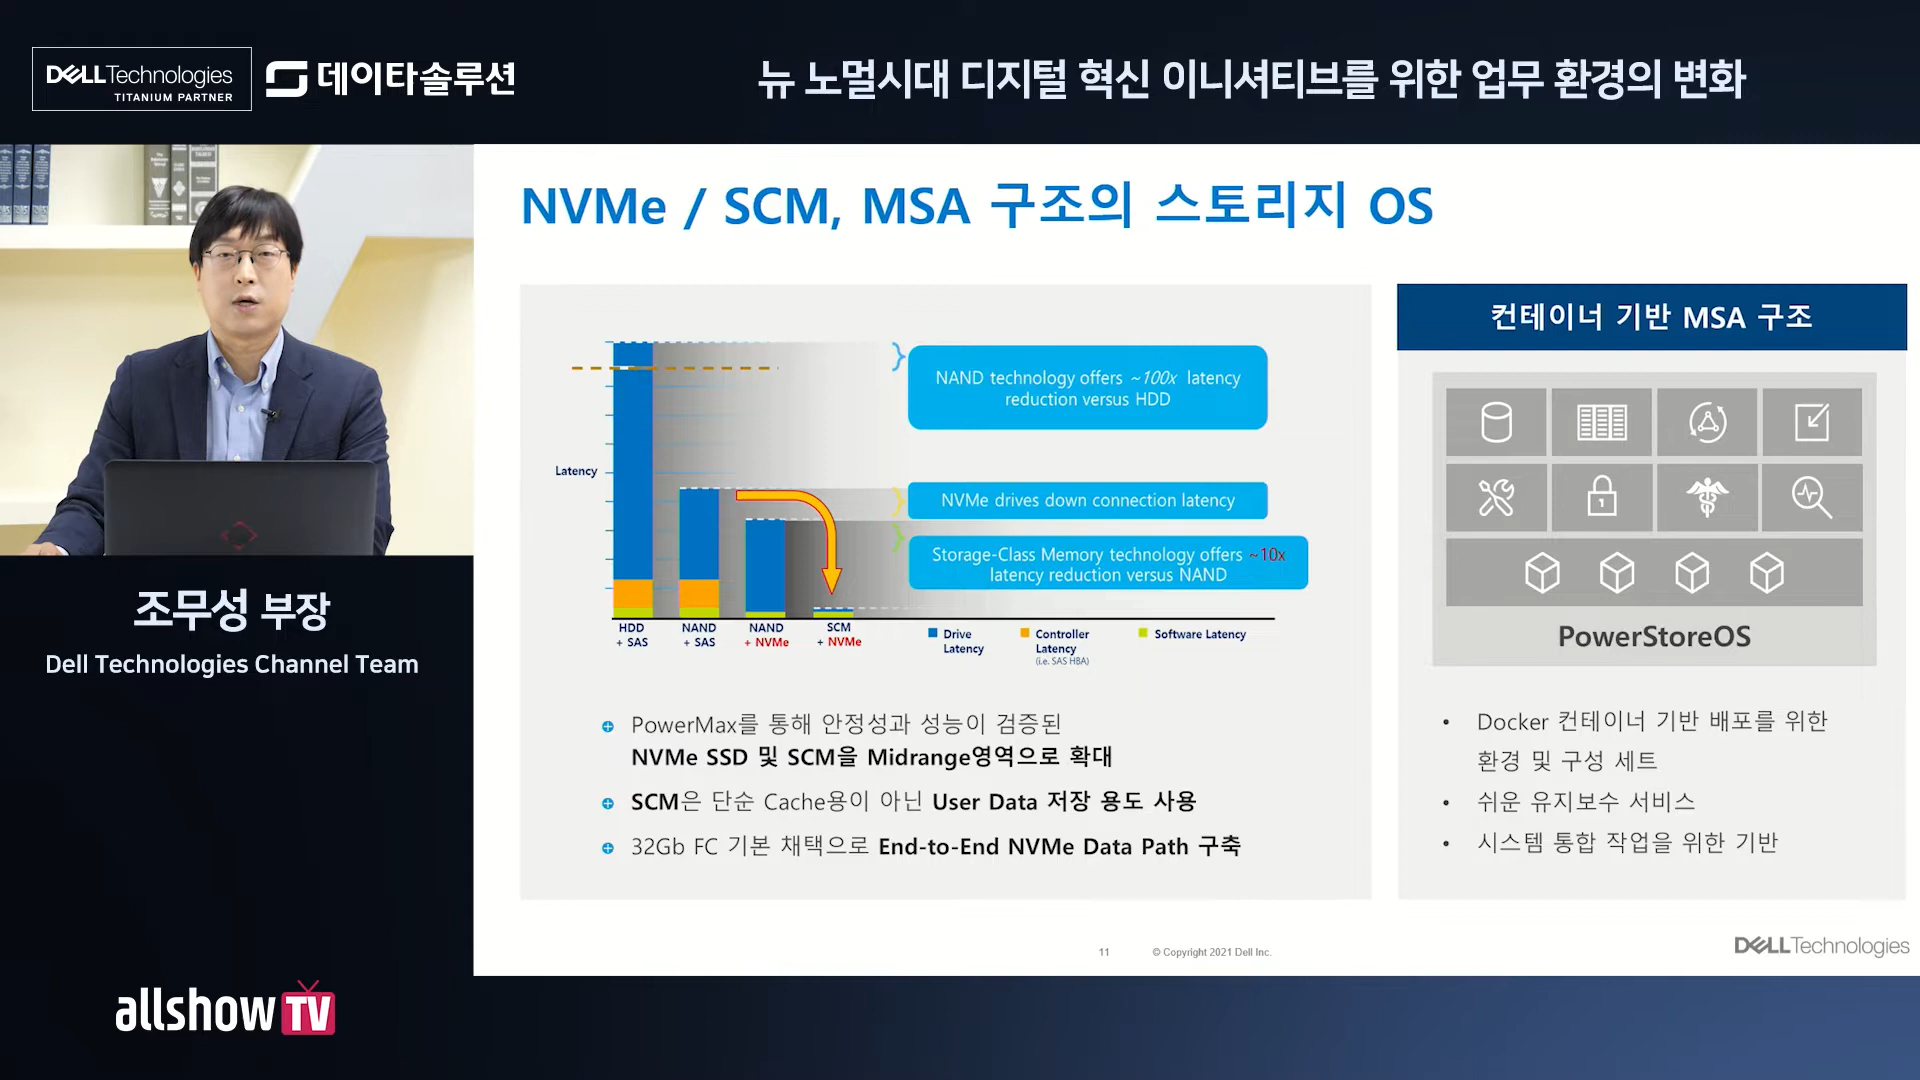 DELLTechnologies
TITANIUM PARTNER
데이타솔루션
뉴 노멀시대 디지털 혁신 이니셔티브를 위한 업무 환경의 변화
조무성 부장
Dell Technologies Channel Team
allshow TV
NVMe / SCM, MSA 구조의 스토리지 OS
NAND technology offers ~100x latency
reduction versus HDD
Latency
NVMe drives down connection latency
Storage-Class Memory technology offers ~10x
latency reduction versus NAND
HDD
+ SAS
NAND
+ SAS
NAND
+ NVMe
SCM
+ NVMe
Drive
Latency
Controller
Latency
(i.e. SAS HBA)
Software Latency
PowerMax를 통해 안정성과 성능이 검증된
NVMe SSD 및 SCM을 Midrange영역으로 확대
SCM은 단순 Cache용이 아닌 User Data 저장 용도 사용
32Gb FC 기본 채택으로 End-to-End NVMe Data Path 구축
컨테이너 기반 MSA 구조
PowerStoreOS
• Docker 컨테이너 기반 배포를 위한
환경 및 구성 세트
• 쉬운 유지보수 서비스
• 시스템 통합 작업을 위한 기반
11
© Copyright 2021 Dell Inc.
DELLTechnologies